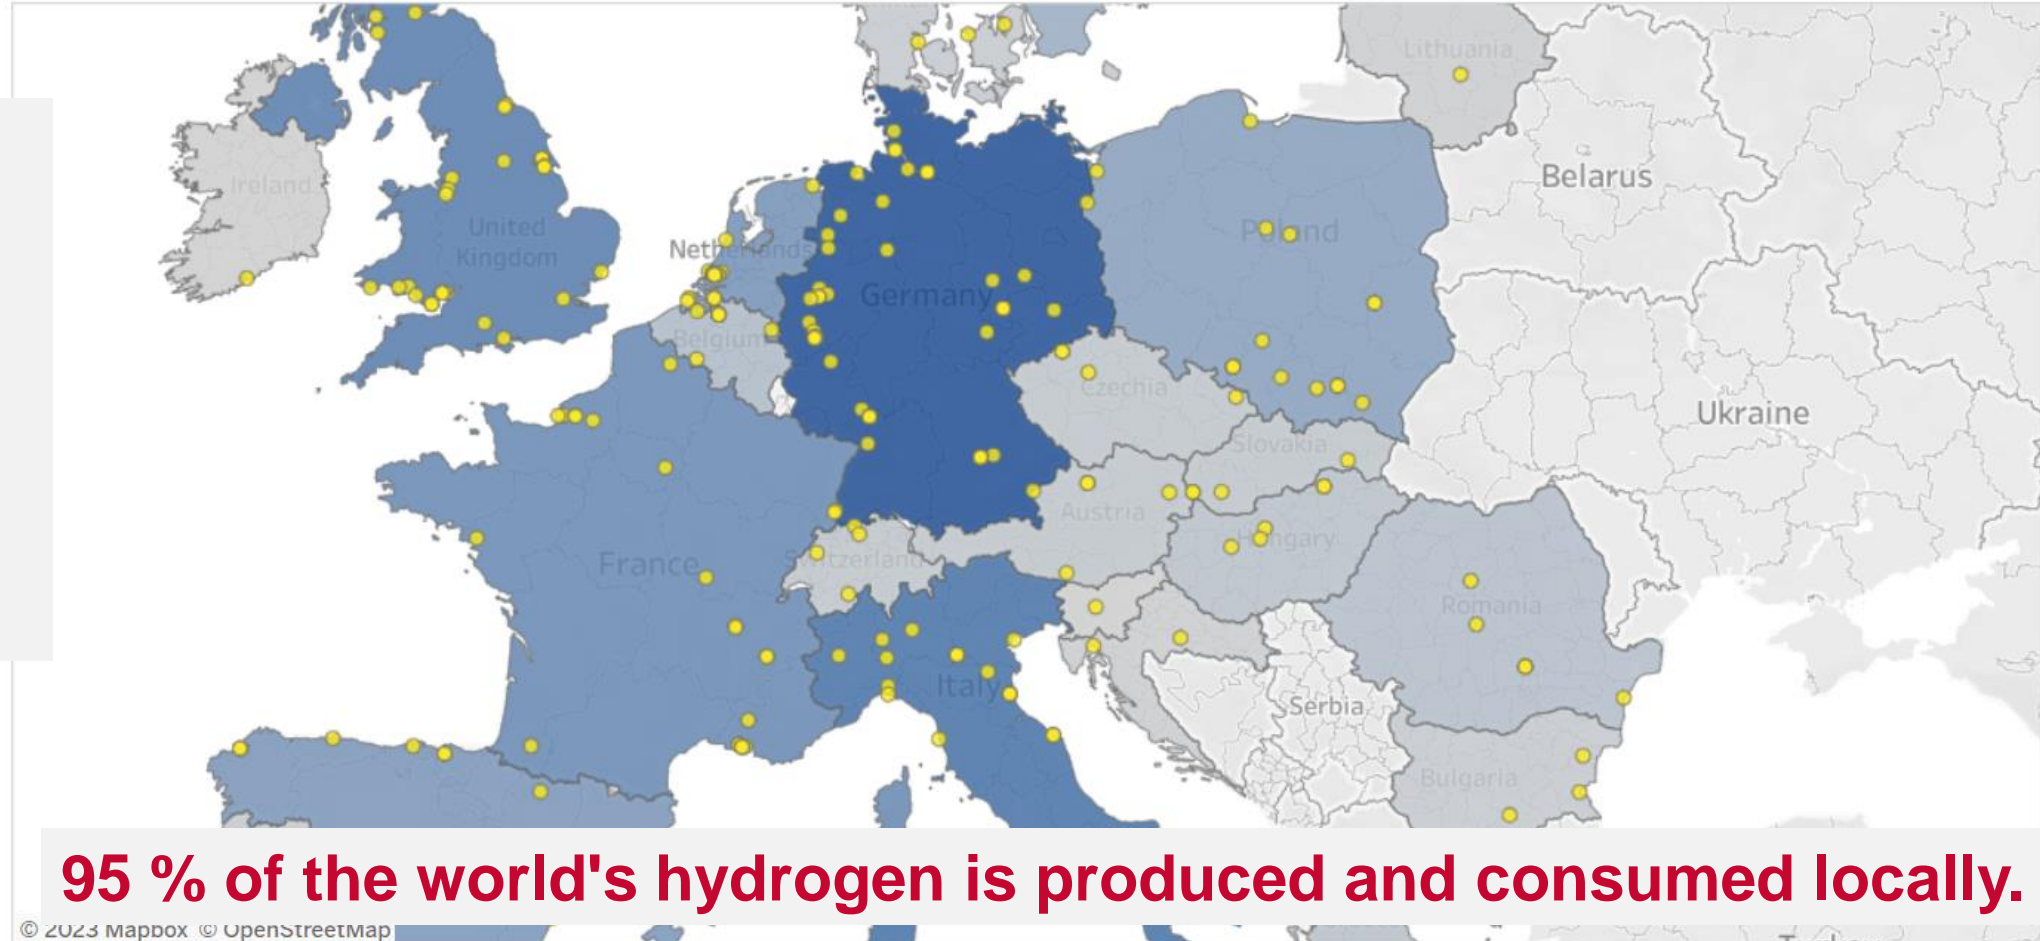 Lithuania
Belarus
Ireland
United
Kingdom
Netherlands
Poland
Germany
Belgium
Czechia
Ukraine
Slovakia
Austria
Hungary
France
Switzerland
Romania
Italy
Serbia
Bulgaria
95 % of the world's hydrogen is produced and consumed locally.
© 2023 Mapbox © OpenStreetMap